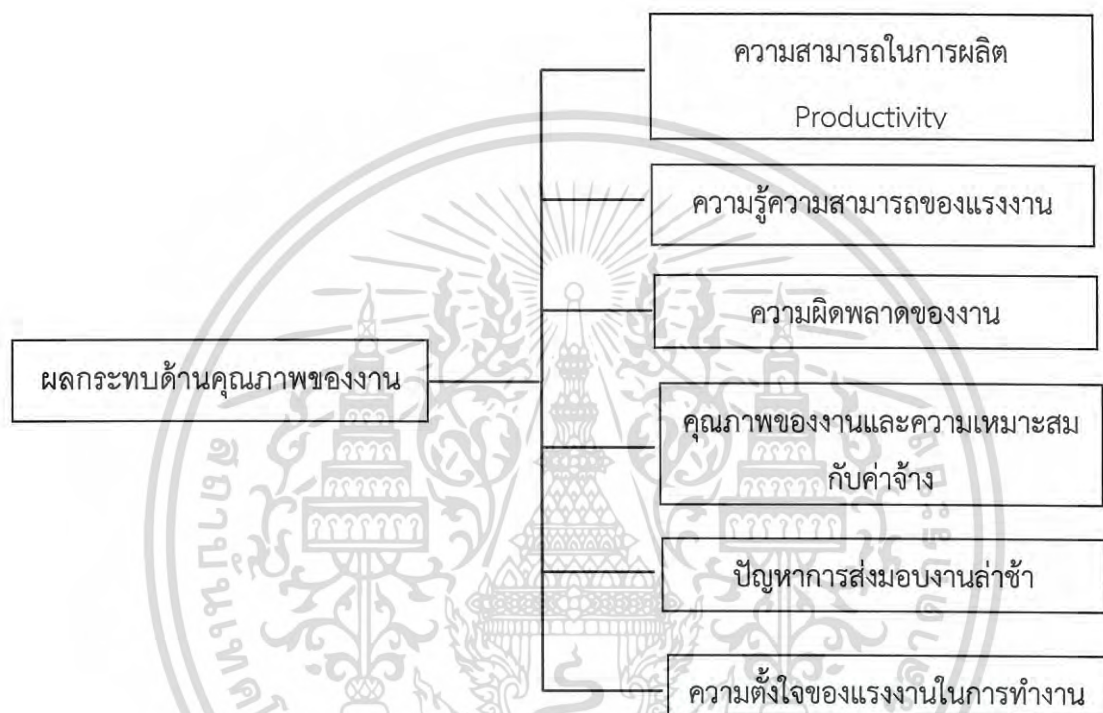 ความสามารถในการผลิต
Productivity
ความรู้ความสามารถของแรงงาน
ความผิดพลาดของงาน
ผลกระทบด้านคุณภาพของงาน
คุณภาพของงานและความเหมาะสม
กับค่าจ้าง
ปัญหาการส่งมอบงานล่าช้า
ความตั้งใจของแรงงานในการทำงาน